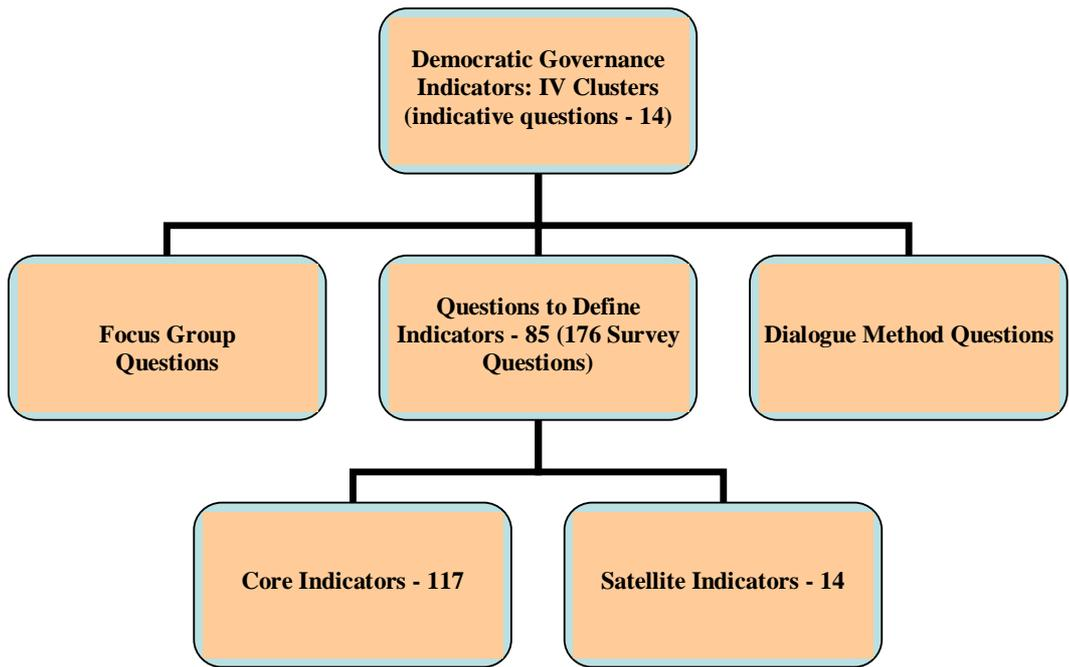 Democratic Governance
Indicators: IV Clusters
(indicative questions - 14)
Focus Group
Questions
Questions to Define
Indicators - 85 (176 Survey
Questions)
Dialogue Method Questions
Core Indicators - 117
Satellite Indicators - 14